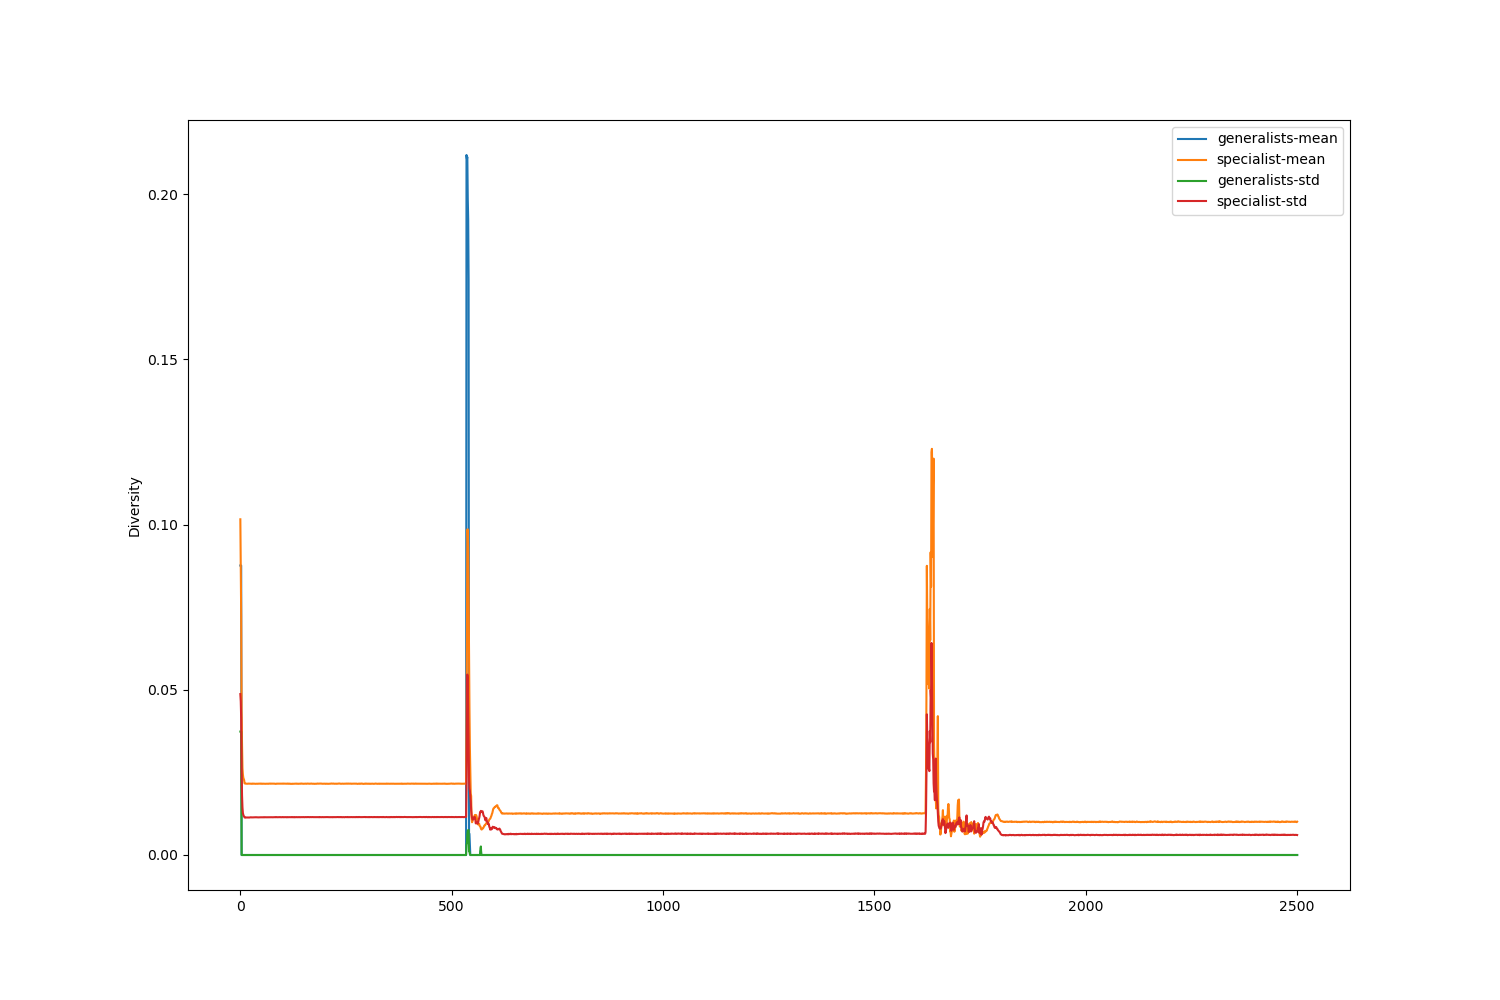 generalists-mean
specialist-mean
generalists-std
specialist-std
Diversity
0.20
0.15
0.10
0.05
0.00
0 500 1000 1500 2000 2500